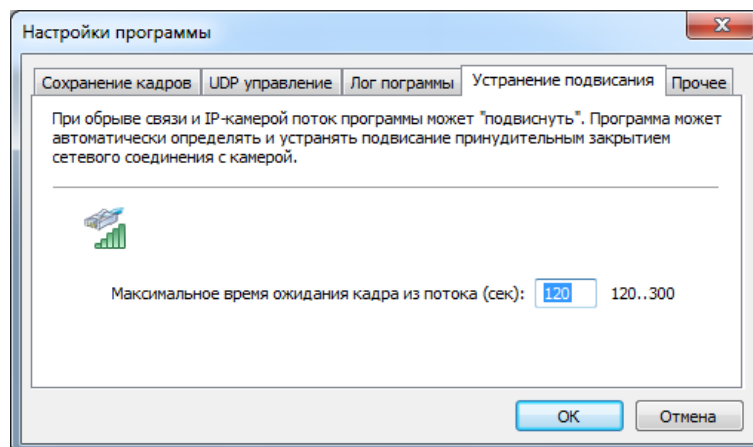 Настройки программы
Сохранение кадров UDP управление Лог пограммы Устранение подвисания Прочее
При обрыве связи и IP-камерой поток программы может "подвиснуть". Программа может
автоматически определять и устранять подвисание принудительным закрытием
сетевого соединения с камерой.
Максимальное время ожидания кадра из потока (сек): 120 120..300
ОК Отмена